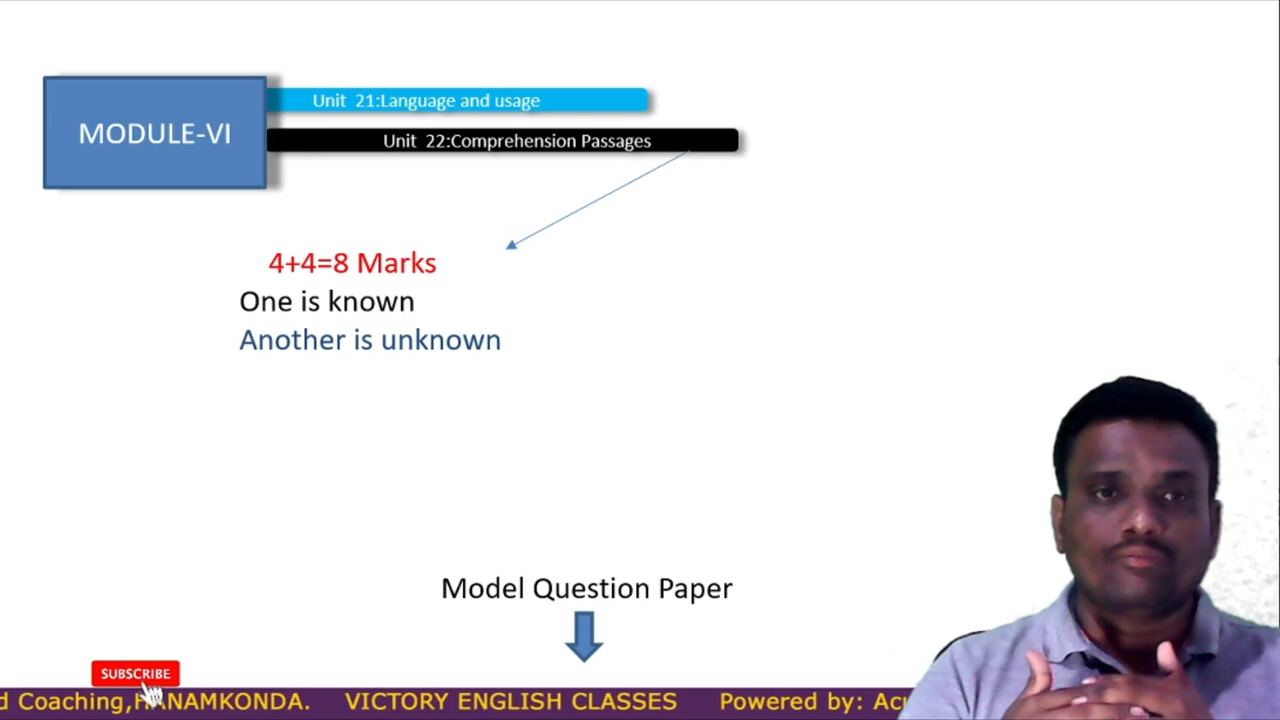 Unit 21:Language and usage
MODULE-VI
Unit 22:Comprehension Passages
4+4=8 Marks
One is known
Another is unknown
Model Question Paper
SUBSCRIBE
d Coaching,HANAMKONDA. VICTORY ENGLISH CLASSES Powered by: